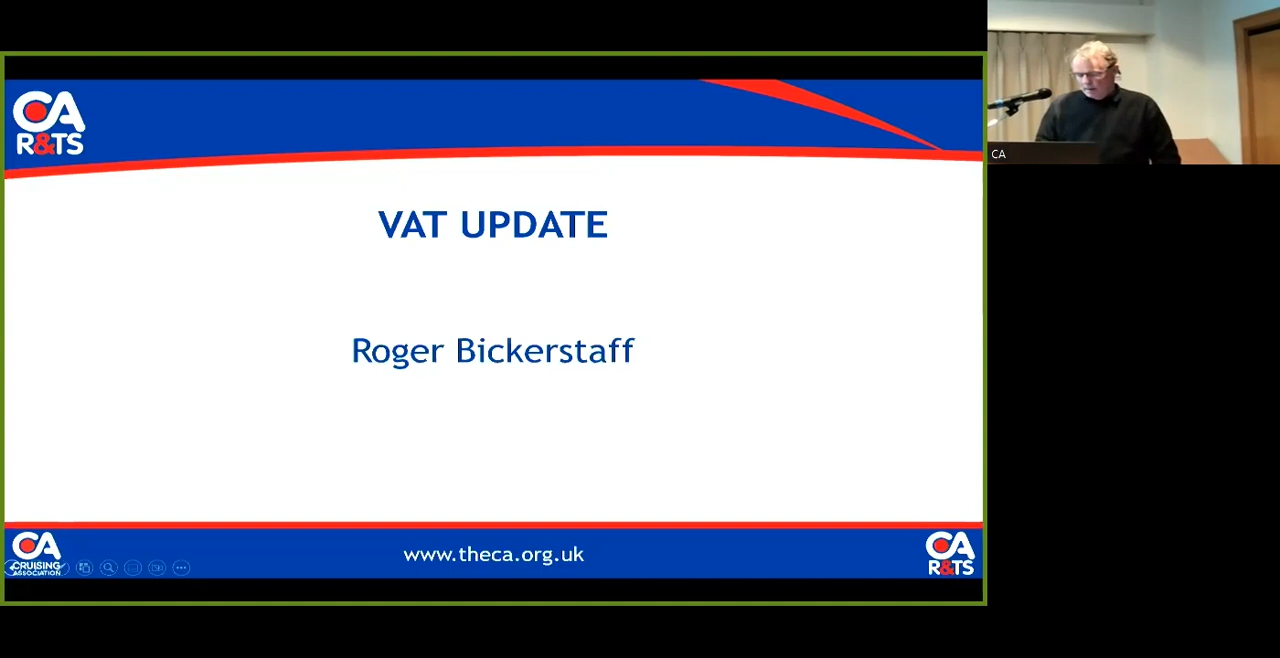 CA
R&TS
CA
VAT UPDATE
Roger Bickerstaff
CA
CRUISING
ASSOCIATION
www.theca.org.uk
CA
R&TS